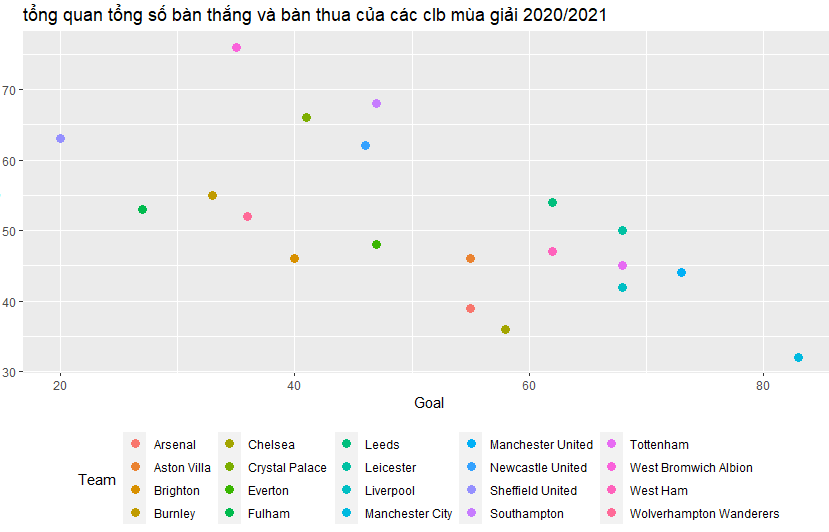 tổng quan tổng số bàn thắng và bàn thua của các clb mùa giải 2020/2021
70
60
50
40
30
20 40 60 80
Goal
Team
Arsenal Chelsea Leeds Manchester United Tottenham
Aston Villa Crystal Palace Leicester Newcastle United West Bromwich Albion
Brighton Everton Liverpool Sheffield United West Ham
Burnley Fulham Manchester City Southampton Wolverhampton Wanderers